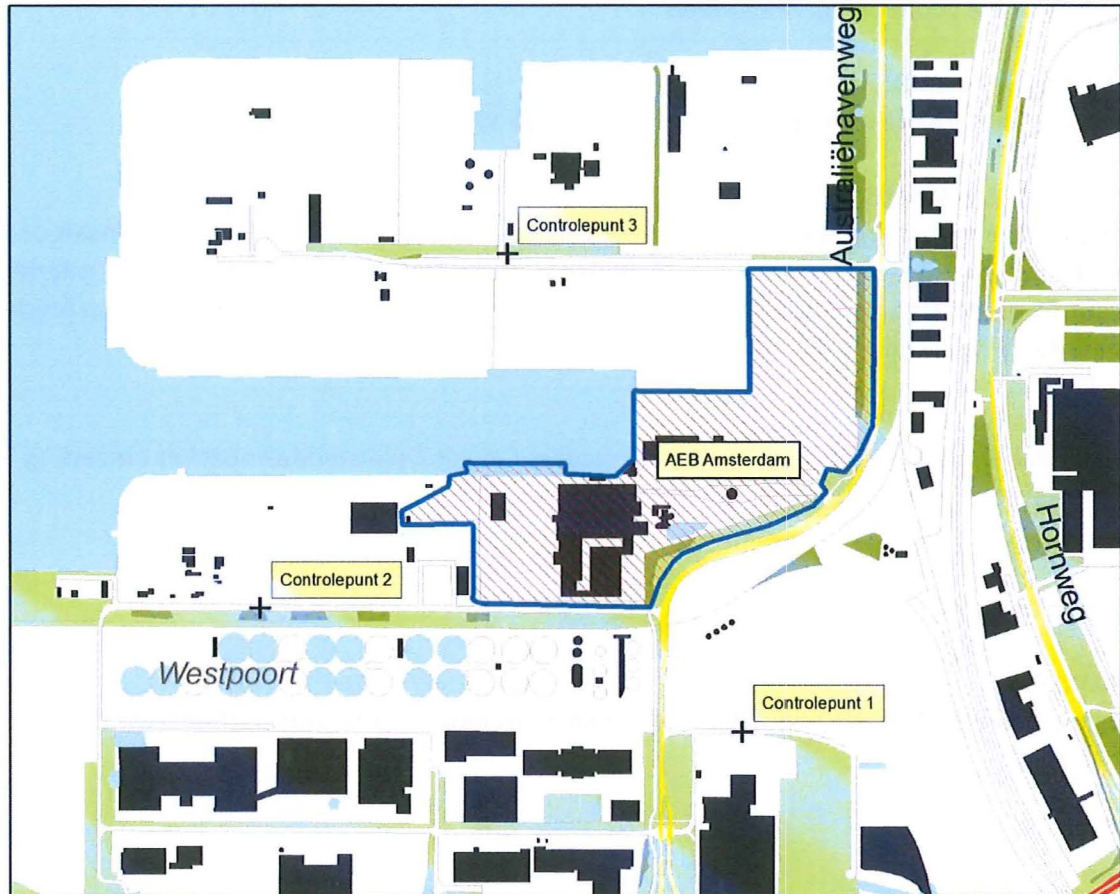 Australiëhavenweg
Controlepunt 3
AEB Amsterdam
Hornweg
Controlepunt 2
Westpoort
Controlepunt 1